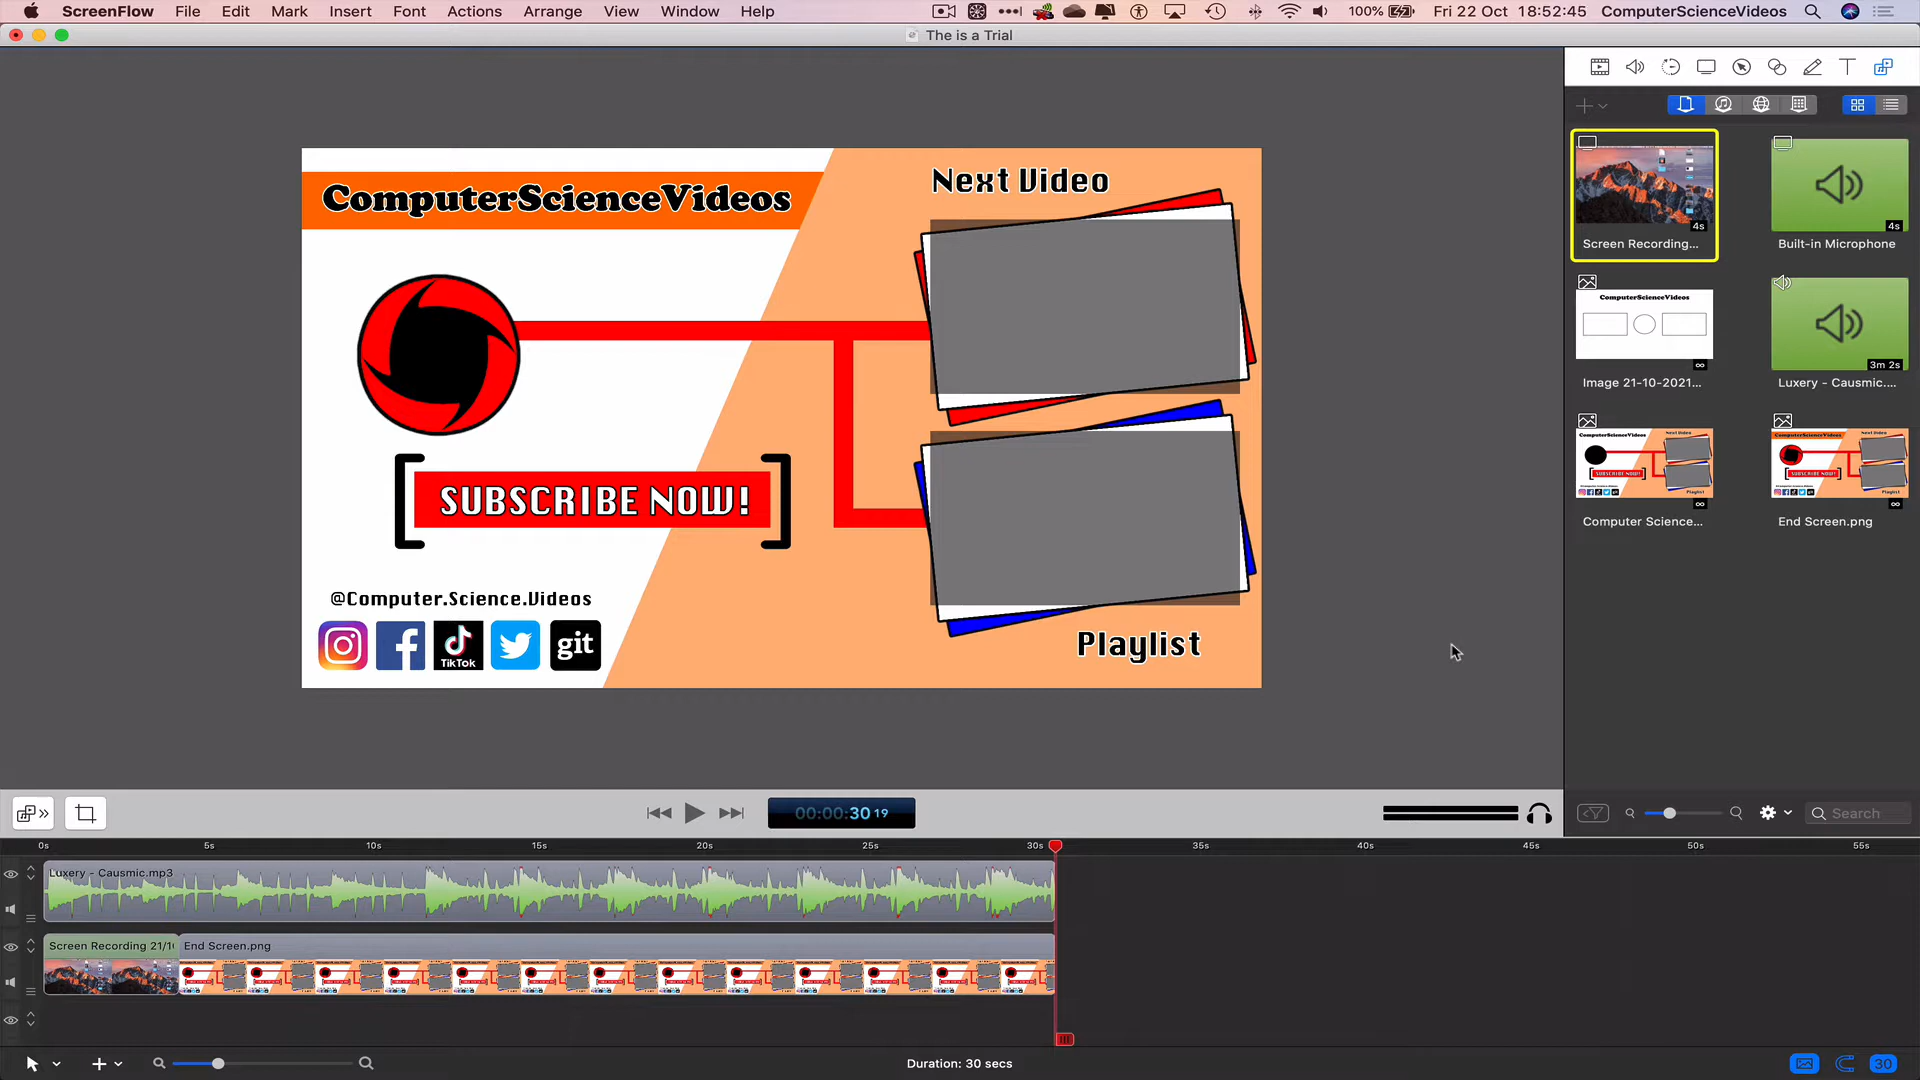 ScreenFlow File Edit Mark Insert Font Actions Arrange View Window Help 100% Fri 22 Oct 18:52:45 ComputerScienceVideos
The is a Trial
ComputerScienceVideos
Next Video
SUBSCRIBE NOW!
@Computer.Science.Videos
TikTok
git
Playlist
4s
4s
Screen Recording...
Built-in Microphone
ComputerScienceVideos
3m 2s
Image 21-10-2021...
Luxery - Causmic....
Computer Science...
End Screen.png
00:00:30 19
Search
0s 5s 10s 15s 20s 25s 30s 35s 40s 45s 50s 55s
Luxery - Causmic.mp3
Screen Recording 21/1
End Screen.png
Duration: 30 secs
30